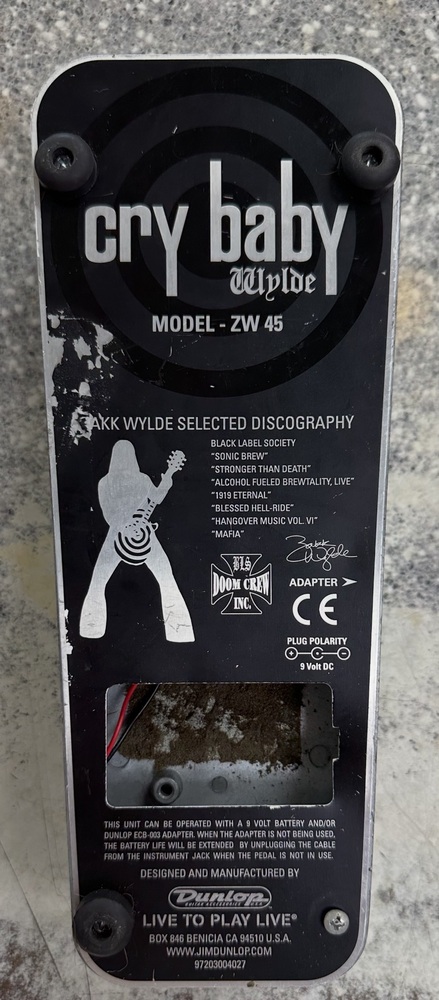 cry baby
Wylde
MODEL - ZW 45
AKK WYLDE SELECTED DISCOGRAPHY
BLACK LABEL SOCIETY
"SONIC BREW"
"STRONGER THAN DEATH"
"ALCOHOL FUELED BREWTALITY, LIVE"
"1919 ETERNAL"
"BLESSED HELL-RIDE"
"HANGOVER MUSIC VOL. VI"
"MAFIA"
Zakk Wylde
BLS
DOOM CREW
INC.
ADAPTER
CE
PLUG POLARITY
+ -
9 Volt DC
THIS UNIT CAN BE OPERATED WITH A 9 VOLT BATTERY AND/OR
DUNLOP ECB-003 ADAPTER. WHEN THE ADAPTER IS NOT BEING USED,
THE BATTERY LIFE WILL BE EXTENDED BY UNPLUGGING THE CABLE
FROM THE INSTRUMENT JACK WHEN THE PEDAL IS NOT IN USE.
DESIGNED AND MANUFACTURED BY
Dunlop
GUITAR ACCESSORIES U.S.A.
LIVE TO PLAY LIVE®
BOX 846 BENICIA CA 94510 U.S.A.
WWW.JIMDUNLOP.COM
97203004027